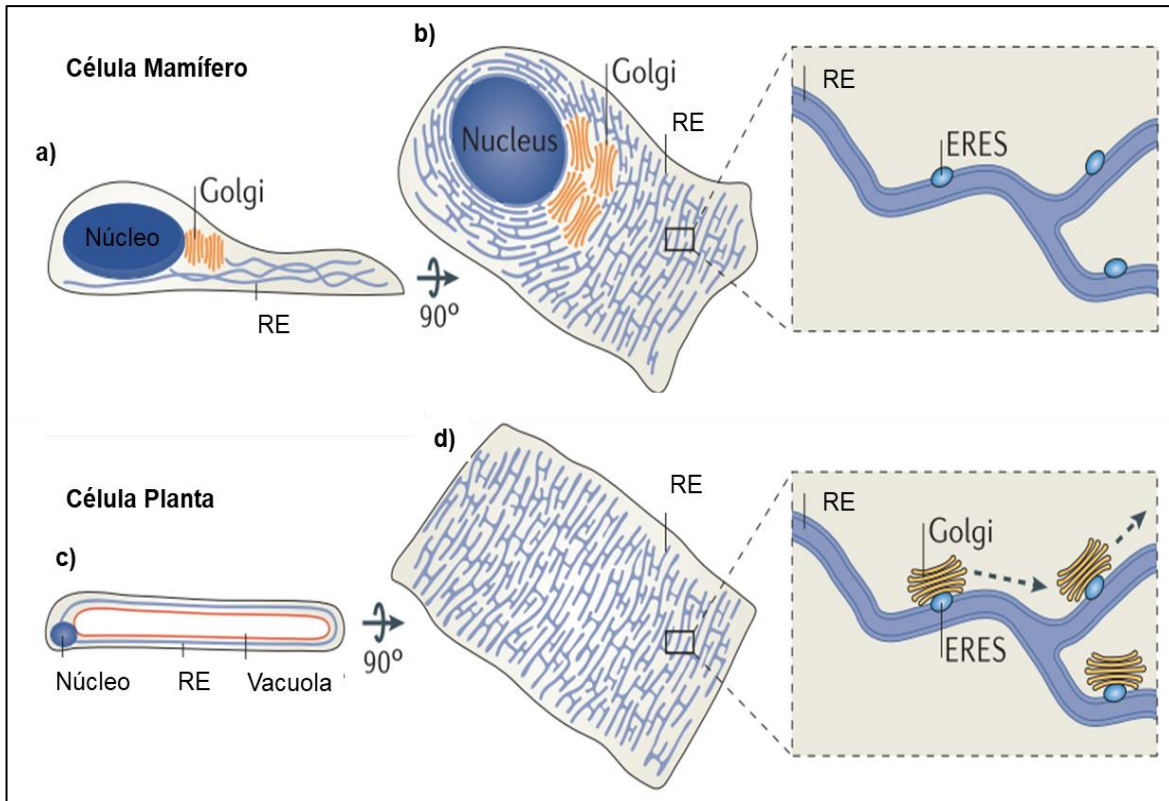 Célula Mamífero
a)
Golgi
Núcleo
RE
90º
b)
Golgi
Nucleus
RE
RE
ERES
Célula Planta
c)
Núcleo
RE
Vacuola
90º
d)
RE
RE
Golgi
ERES